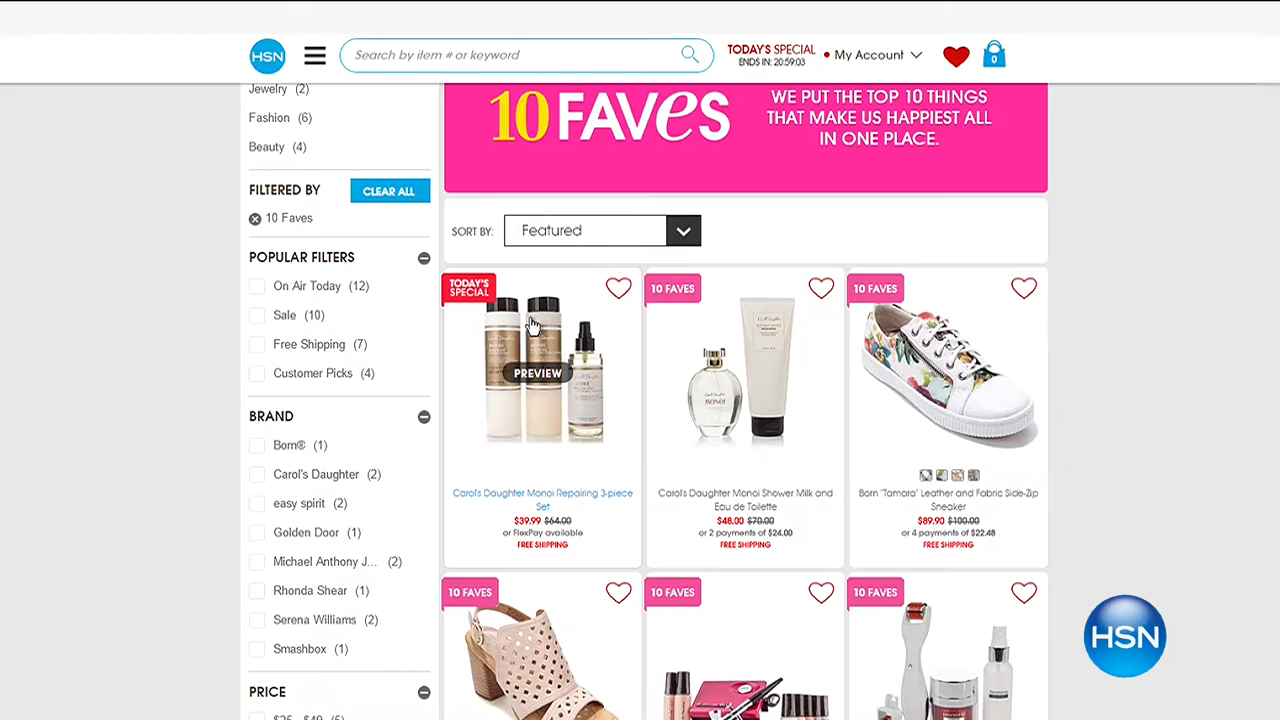 HSN
Search by item # or keyword
TODAY'S SPECIAL
ENDS IN: 20:59:03
My Account
0
Jewelry (2)
Fashion (6)
Beauty (4)
FILTERED BY
CLEAR ALL
10 Faves
POPULAR FILTERS
On Air Today (12)
Sale (10)
Free Shipping (7)
Customer Picks (4)
BRAND
Born® (1)
Carol's Daughter (2)
easy spirit (2)
Golden Door (1)
Michael Anthony J... (2)
Rhonda Shear (1)
Serena Williams (2)
Smashbox (1)
PRICE
$25 - $49 (5)
10 FAVES
WE PUT THE TOP 10 THINGS
THAT MAKE US HAPPIEST ALL
IN ONE PLACE.
SORT BY:
Featured
TODAY'S
SPECIAL
PREVIEW
Carol's Daughter Monoi Repairing 3-piece
Set
$39.99 $64.00
or FlexPay available
FREE SHIPPING
10 FAVES
MONOI
Carol's Daughter Monoi Shower Milk and
Eau de Toilette
$48.00 $70.00
or 2 payments of $24.00
FREE SHIPPING
10 FAVES
Born "Tamara" Leather and Fabric Side-Zip
Sneaker
$89.90 $100.00
or 4 payments of $22.48
FREE SHIPPING
10 FAVES
10 FAVES
10 FAVES
HSN